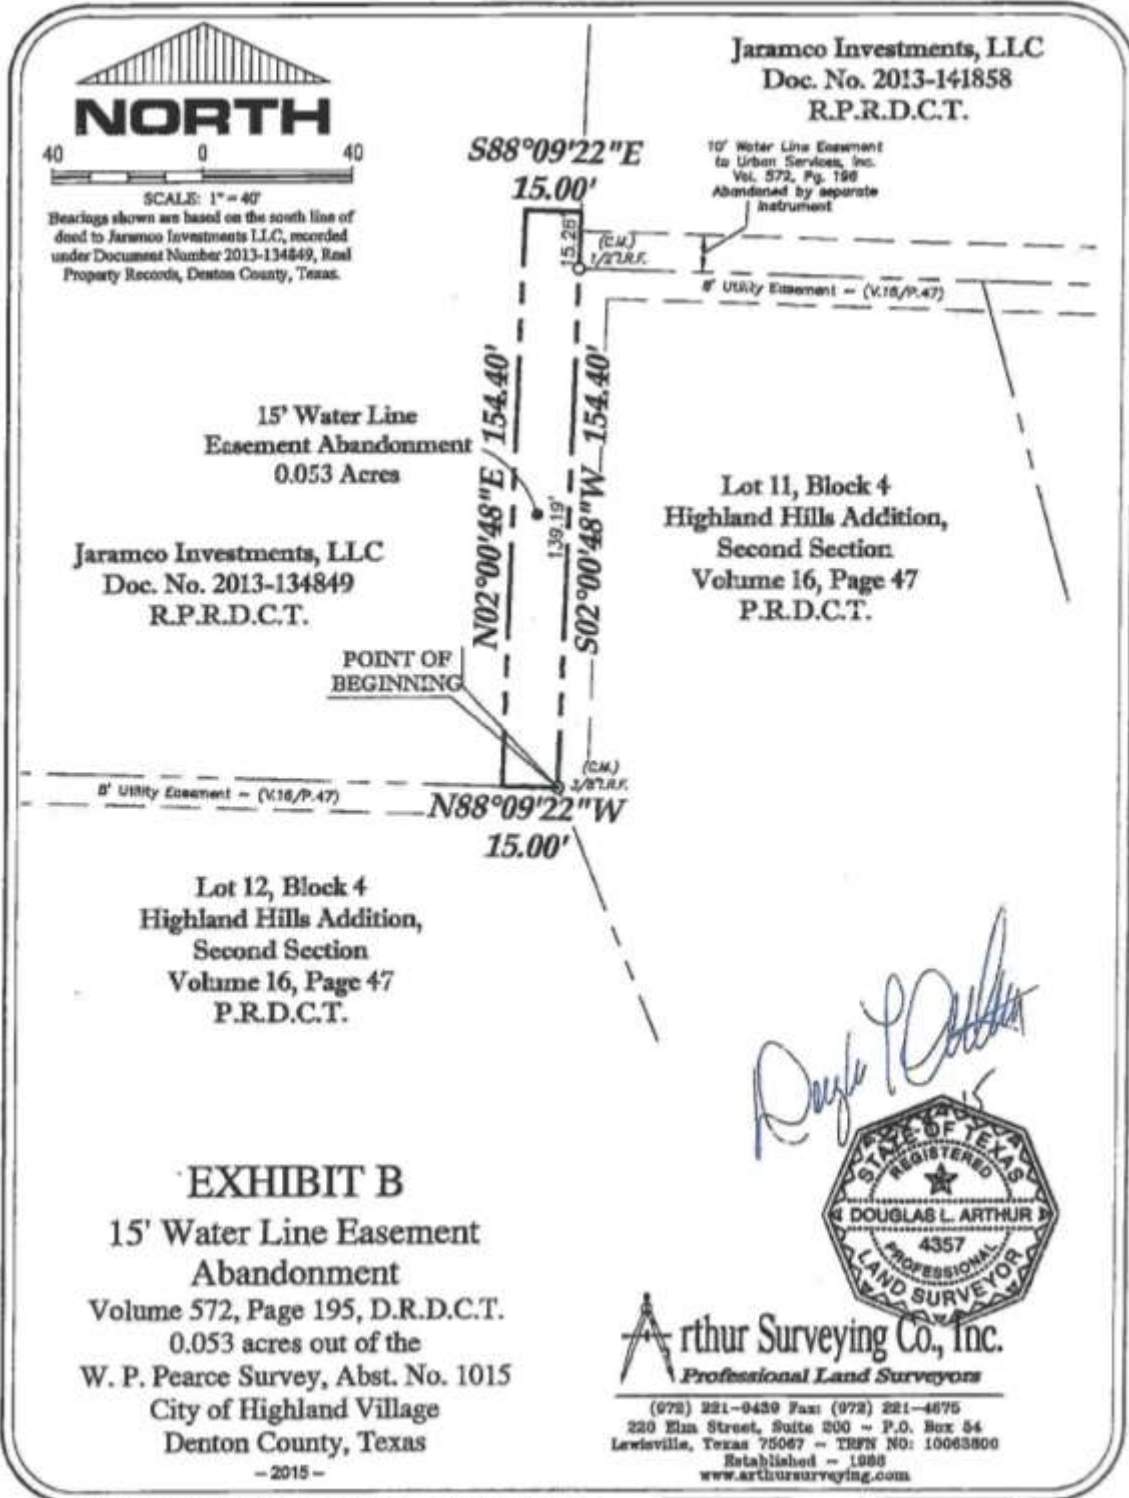 NORTH
40 0 40
SCALE: 1" = 40'
Bearings shown are based on the south line of
deed to Jaramco Investments LLC, recorded
under Document Number 2013-134849, Real
Property Records, Denton County, Texas.
Jaramco Investments, LLC
Doc. No. 2013-141858
R.P.R.D.C.T.
S88°09'22"E
15.00'
10' Water Line Easement
to Urban Services, Inc.
Vol. 572, Pg. 196
Abandoned by separate
Instrument
15.26'
(C.M.)
1/2"I.R.F.
8' Utility Easement ~ (V.16/P.47)
N02°00'48"E 154.40'
S02°00'48"W 154.40'
139.19'
15' Water Line
Easement Abandonment
0.053 Acres
Lot 11, Block 4
Highland Hills Addition,
Second Section
Volume 16, Page 47
P.R.D.C.T.
Jaramco Investments, LLC
Doc. No. 2013-134849
R.P.R.D.C.T.
POINT OF
BEGINNING
(C.M.)
3/8"I.R.F.
8' Utility Easement ~ (V.16/P.47)
N88°09'22"W
15.00'
Lot 12, Block 4
Highland Hills Addition,
Second Section
Volume 16, Page 47
P.R.D.C.T.
STATE OF TEXAS
REGISTERED
DOUGLAS L. ARTHUR
4357
PROFESSIONAL
LAND SURVEYOR
EXHIBIT B
15' Water Line Easement
Abandonment
Volume 572, Page 195, D.R.D.C.T.
0.053 acres out of the
W. P. Pearce Survey, Abst. No. 1015
City of Highland Village
Denton County, Texas
~ 2015 ~
Arthur Surveying Co., Inc.
Professional Land Surveyors
(972) 221-9439 Fax: (972) 221-4675
220 Elm Street, Suite 200 ~ P.O. Box 54
Lewisville, Texas 75067 ~ TRFN NO: 10063800
Established ~ 1986
www.arthursurveying.com